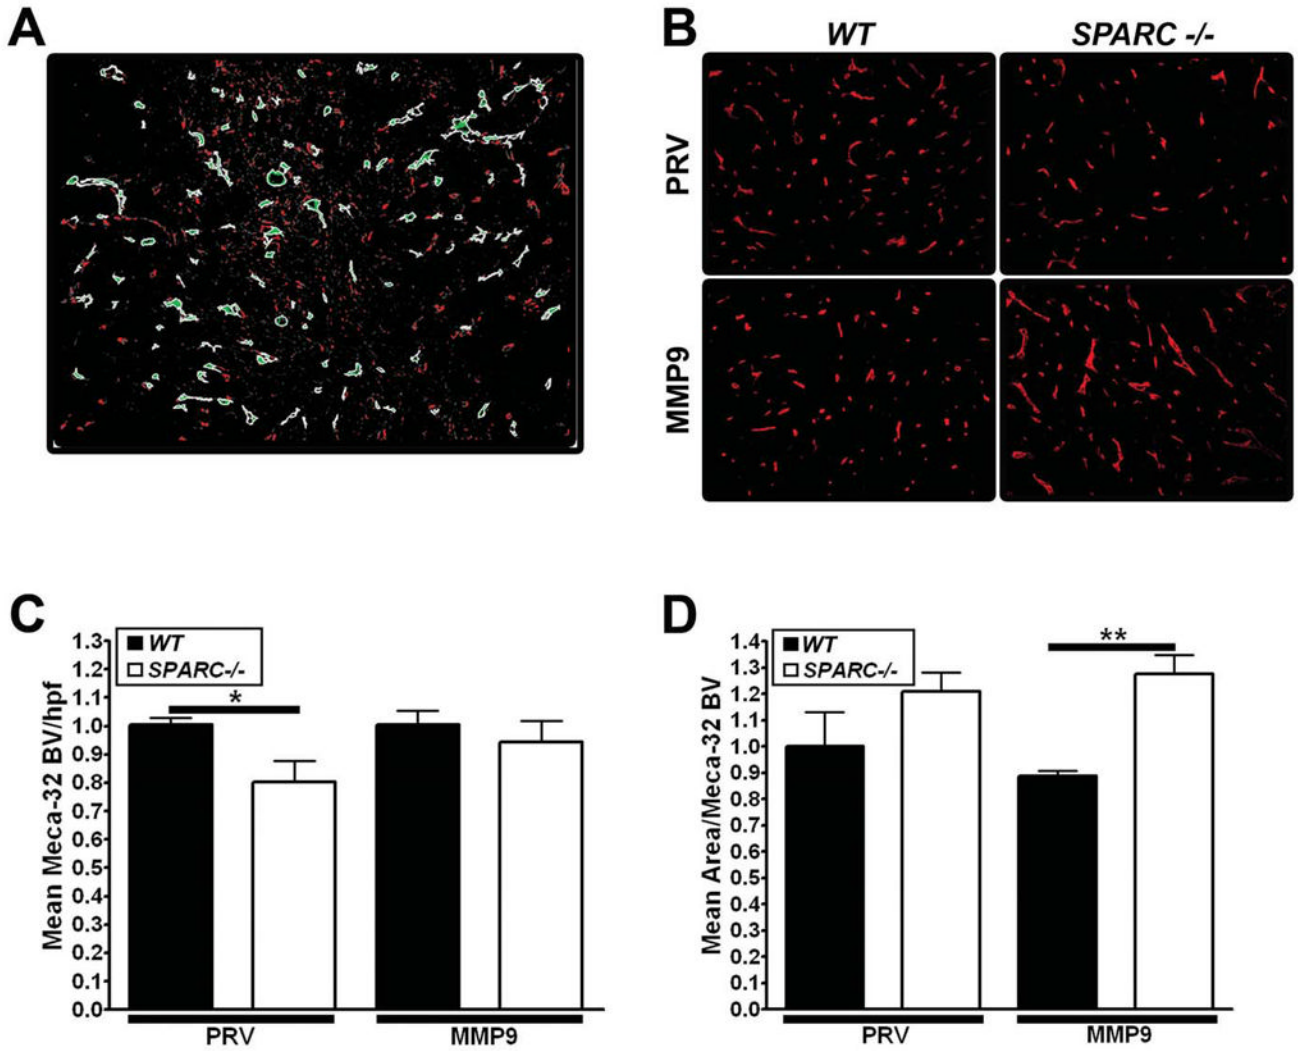 A
B
WT
SPARC -/-
PRV
MMP9
C
Mean Meca-32 BV/hpf
1.3
1.2
1.1
1.0
0.9
0.8
0.7
0.6
0.5
0.4
0.3
0.2
0.1
0.0
WT
SPARC-/-
*
PRV
MMP9
D
Mean Area/Meca-32 BV
1.4
1.3
1.2
1.1
1.0
0.9
0.8
0.7
0.6
0.5
0.4
0.3
0.2
0.1
0.0
WT
SPARC-/-
**
PRV
MMP9